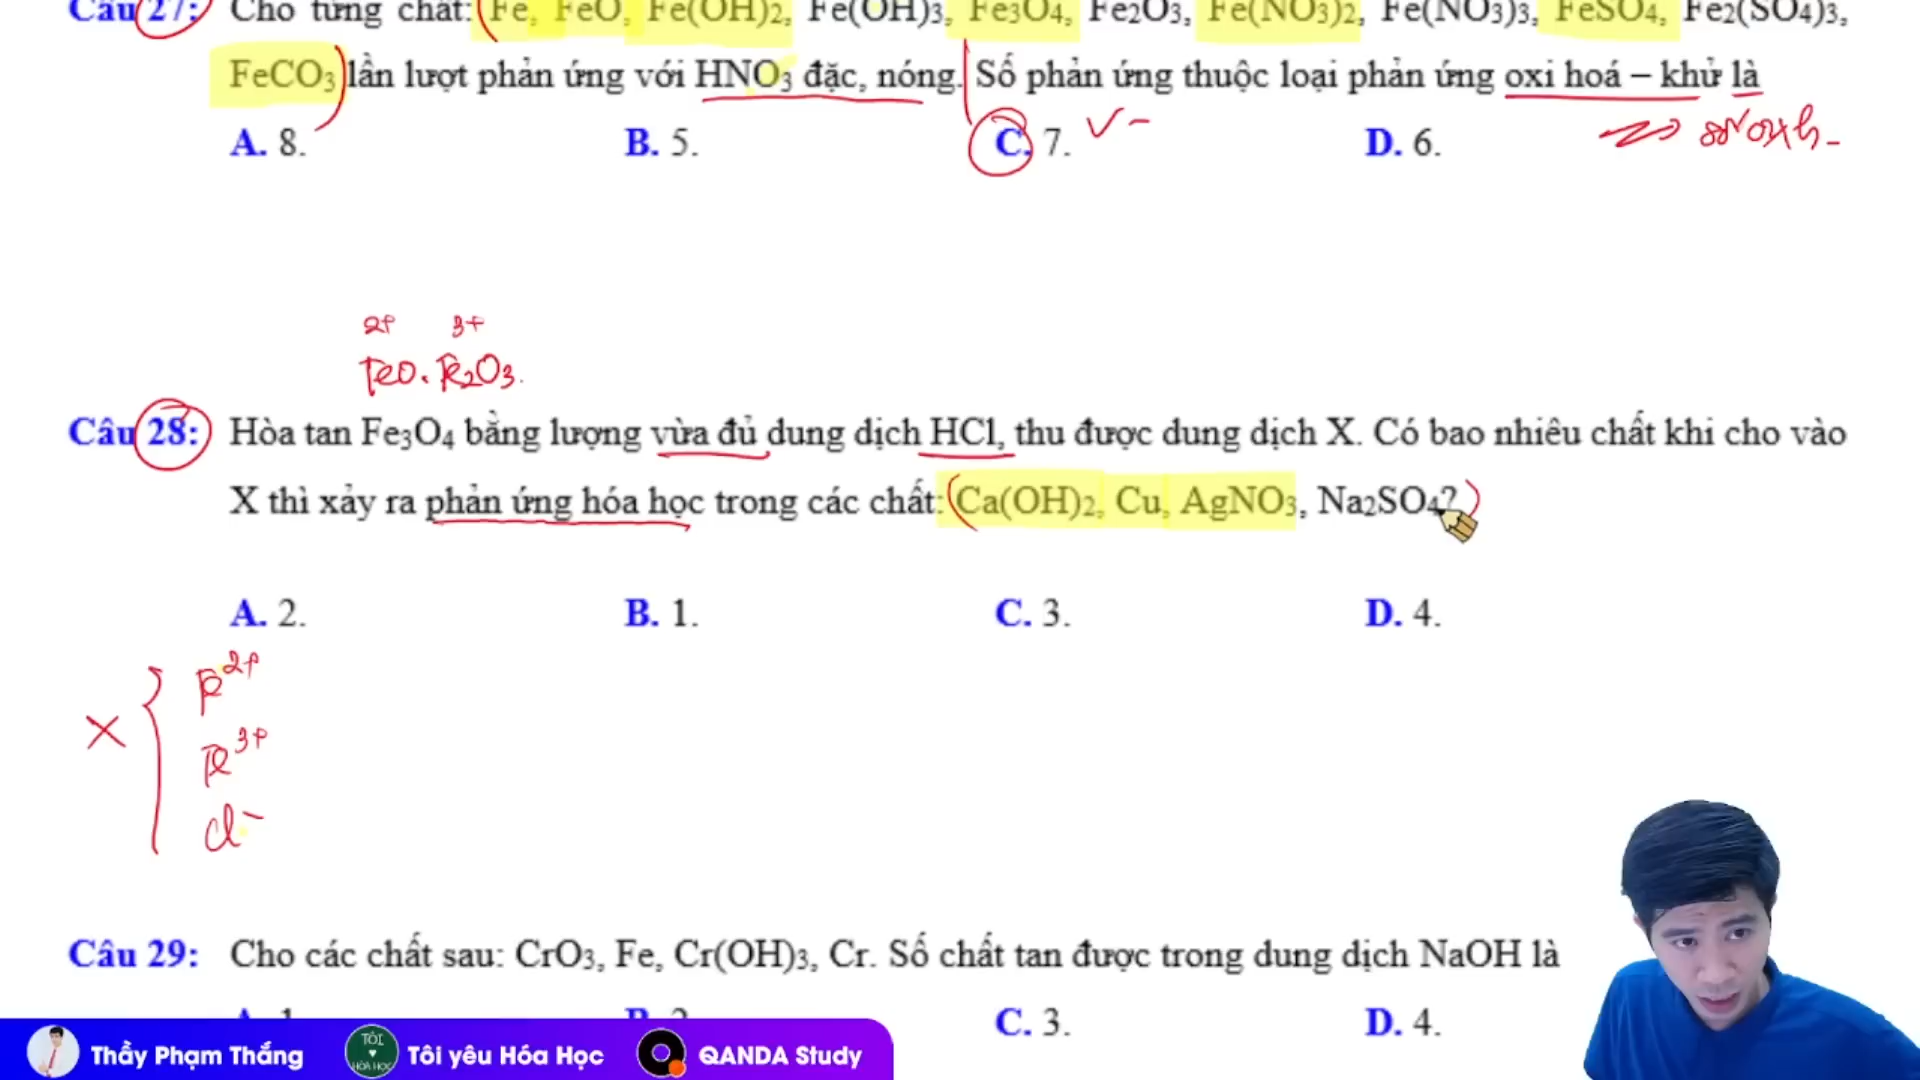 Câu 27: Cho từng chất: Fe, FeO, Fe(OH)2, Fe(OH)3, Fe3O4, Fe2O3, Fe(NO3)2, Fe(NO3)3, FeSO4, Fe2(SO4)3,
FeCO3 lần lượt phản ứng với HNO3 đặc, nóng. Số phản ứng thuộc loại phản ứng oxi hoá – khử là
A. 8. B. 5. C. 7. D. 6.
2+ 3+
FeO. Fe2O3.
Câu 28: Hòa tan Fe3O4 bằng lượng vừa đủ dung dịch HCl, thu được dung dịch X. Có bao nhiêu chất khi cho vào
X thì xảy ra phản ứng hóa học trong các chất: Ca(OH)2, Cu, AgNO3, Na2SO4?
A. 2. B. 1. C. 3. D. 4.
X { Fe2+
Fe3+
Cl-
Câu 29: Cho các chất sau: CrO3, Fe, Cr(OH)3, Cr. Số chất tan được trong dung dịch NaOH là
A. 1. B. 2. C. 3. D. 4.
Thầy Phạm Thắng TÔI ♥ HÓA HỌC Tôi yêu Hóa Học QANDA Study